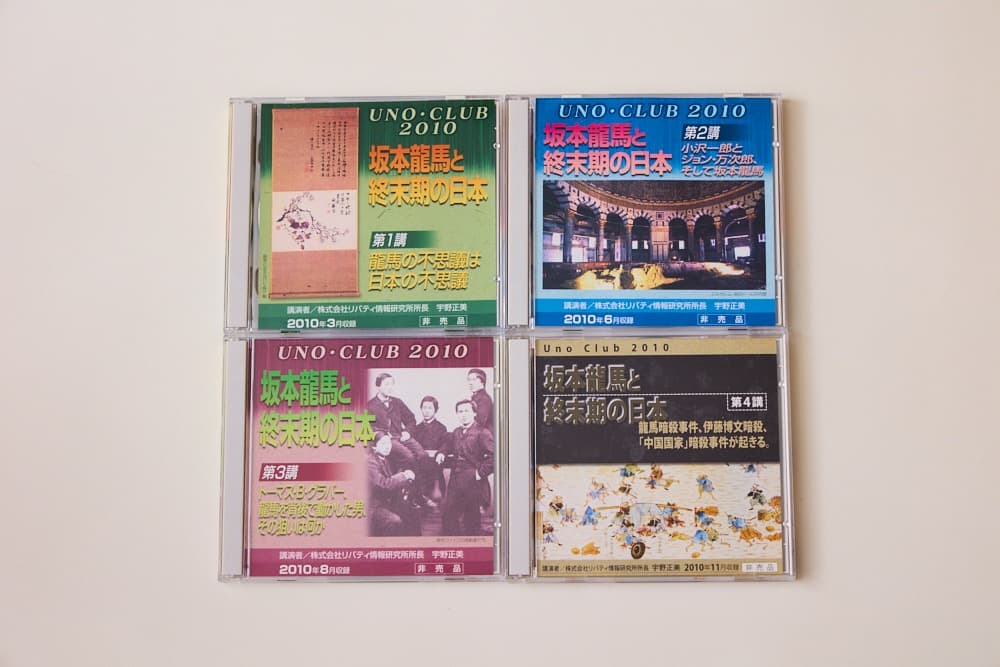 UNO・CLUB
2010
坂本龍馬と
終末期の日本
第1講
龍馬の不思議は
日本の不思議
講演者／株式会社リバティ情報研究所所長 宇野正美
2010年3月収録 非売品
UNO・CLUB 2010
坂本龍馬と
終末期の日本
第2講
小沢一郎と
ジョン・万次郎、
そして坂本龍馬
講演者／株式会社リバティ情報研究所所長 宇野正美
2010年6月収録 非売品
UNO・CLUB 2010
坂本龍馬と
終末期の日本
第3講
トーマス・B・グラバー、
龍馬を背後で動かした男、
その狙いは何か
講演者／株式会社リバティ情報研究所所長 宇野正美
2010年8月収録 非売品
Uno Club 2010
坂本龍馬と
終末期の日本
第4講
龍馬暗殺事件、伊藤博文暗殺、
「中国国家」暗殺事件が起きる。
講演者／株式会社リバティ情報研究所所長 宇野正美 2010年11月収録 非売品